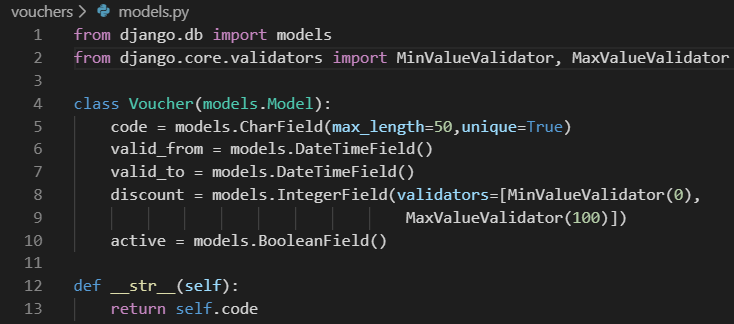 vouchers > models.py
1 from django.db import models
2 from django.core.validators import MinValueValidator, MaxValueValidator
3
4 class Voucher(models.Model):
5     code = models.CharField(max_length=50,unique=True)
6     valid_from = models.DateTimeField()
7     valid_to = models.DateTimeField()
8     discount = models.IntegerField(validators=[MinValueValidator(0),
9                                     MaxValueValidator(100)])
10     active = models.BooleanField()
11
12 def __str__(self):
13     return self.code